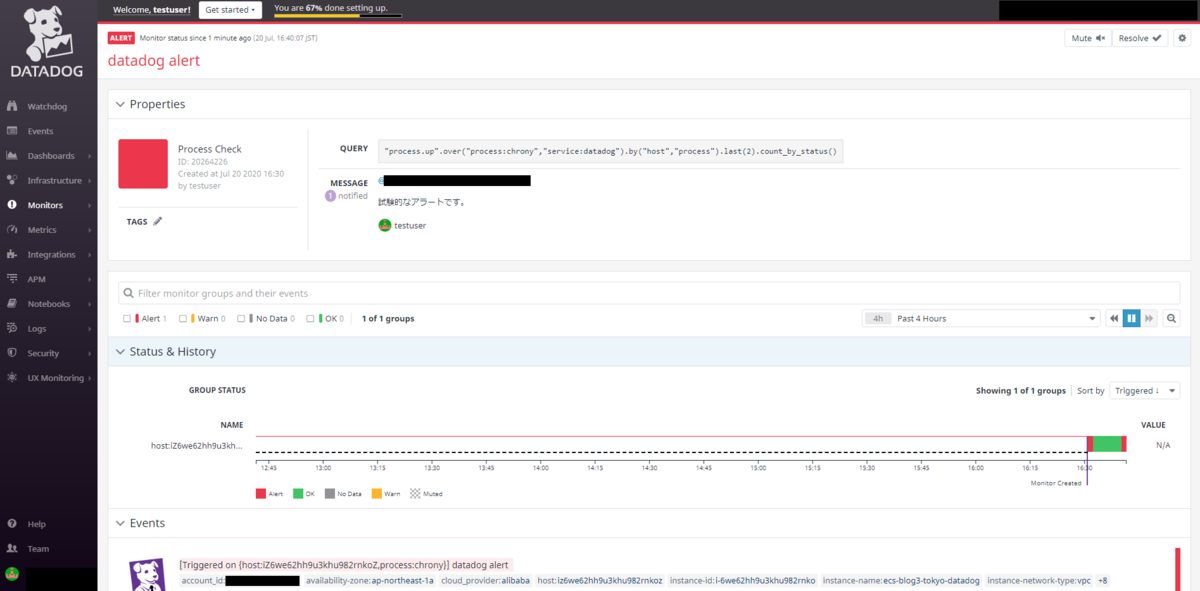 Welcome, testuser!
Get started
You are 67% done setting up.
DATADOG
Watchdog
Events
Dashboards
Infrastructure
Monitors
Metrics
Integrations
APM
Notebooks
Logs
Security
UX Monitoring
Help
Team
ALERT Monitor status since 1 minute ago (20 Jul, 16:40:07 JST)
Mute Resolve
datadog alert
Properties
Process Check
ID: 20264226
Created at Jul 20 2020 16:30
by testuser
TAGS
QUERY "process.up".over("process:chrony","service:datadog").by("host","process").last(2).count_by_status()
MESSAGE @
1 notified
試験的なアラートです。
testuser
Filter monitor groups and their events
Alert 1 Warn 0 No Data 0 OK 0 1 of 1 groups
4h Past 4 Hours
Status & History
GROUP STATUS Showing 1 of 1 groups Sort by Triggered ↓
NAME VALUE
host:iZ6we62hh9u3kh... N/A
12:45 13:00 13:15 13:30 13:45 14:00 14:15 14:30 14:45 15:00 15:15 15:30 15:45 16:00 16:15 16:30
Monitor Created
Alert OK No Data Warn Muted
Events
[Triggered on {host:iZ6we62hh9u3khu982rnkoZ,process:chrony}] datadog alert
account_id: availability-zone:ap-northeast-1a cloud_provider:alibaba host:iz6we62hh9u3khu982rnkoz instance-id:i-6we62hh9u3khu982rnko instance-name:ecs-blog3-tokyo-datadog instance-network-type:vpc +8